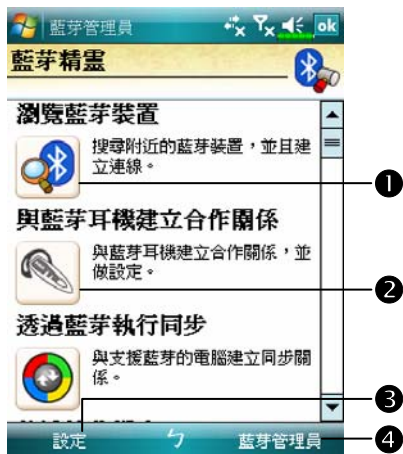 藍芽管理員 ok
藍芽精靈
瀏覽藍芽裝置
搜尋附近的藍芽裝置，並且建
立連線。
❶
與藍芽耳機建立合作關係
與藍芽耳機建立合作關係，並
做設定。
❷
透過藍芽執行同步
與支援藍芽的電腦建立同步關
係。
❸
設定 ㄅ 藍芽管理員
❹